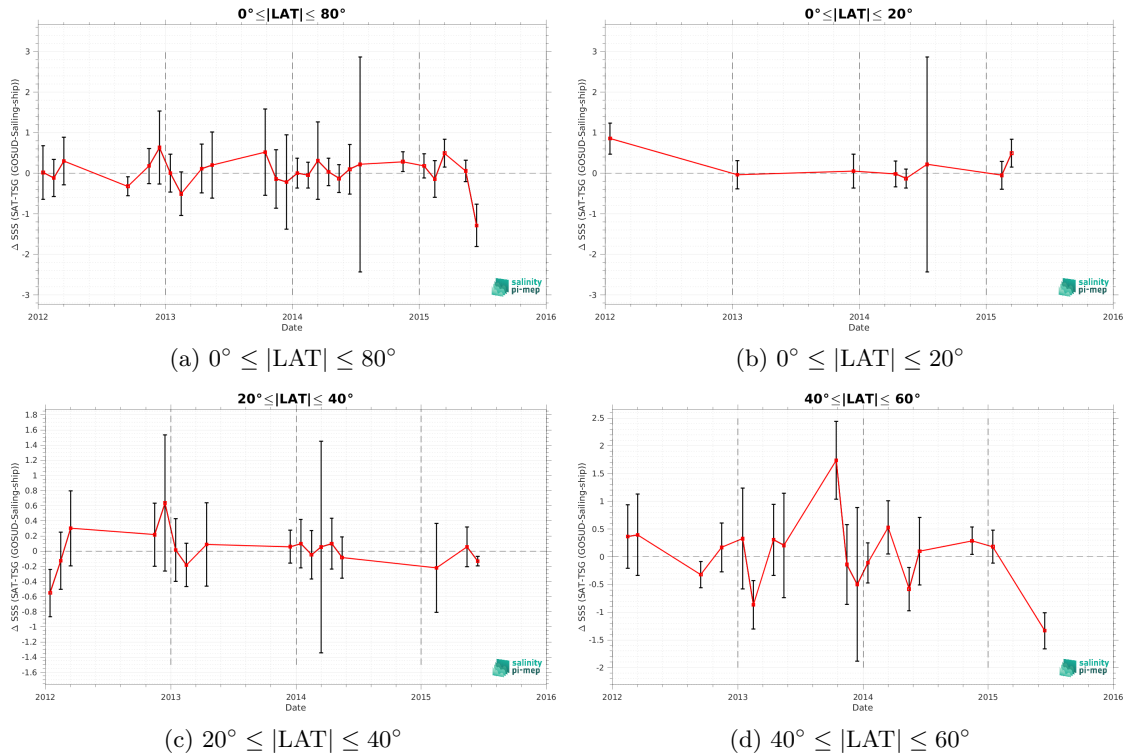 0°≤|LAT|≤ 80°
Δ SSS (SAT-TSG (GOSUD-Sailing-ship))
3
2
1
0
-1
-2
-3
salinity
pi-mep
2012 2013 2014 2015 2016
Date
(a) 0° ≤ |LAT| ≤ 80°
0°≤|LAT|≤ 20°
Δ SSS (SAT-TSG (GOSUD-Sailing-ship))
3
2
1
0
-1
-2
-3
salinity
pi-mep
2012 2013 2014 2015 2016
Date
(b) 0° ≤ |LAT| ≤ 20°
20°≤|LAT|≤ 40°
Δ SSS (SAT-TSG (GOSUD-Sailing-ship))
1.8
1.6
1.4
1.2
1
0.8
0.6
0.4
0.2
0
-0.2
-0.4
-0.6
-0.8
-1
-1.2
-1.4
-1.6
salinity
pi-mep
2012 2013 2014 2015 2016
Date
(c) 20° ≤ |LAT| ≤ 40°
40°≤|LAT|≤ 60°
Δ SSS (SAT-TSG (GOSUD-Sailing-ship))
2.5
2
1.5
1
0.5
0
-0.5
-1
-1.5
-2
salinity
pi-mep
2012 2013 2014 2015 2016
Date
(d) 40° ≤ |LAT| ≤ 60°